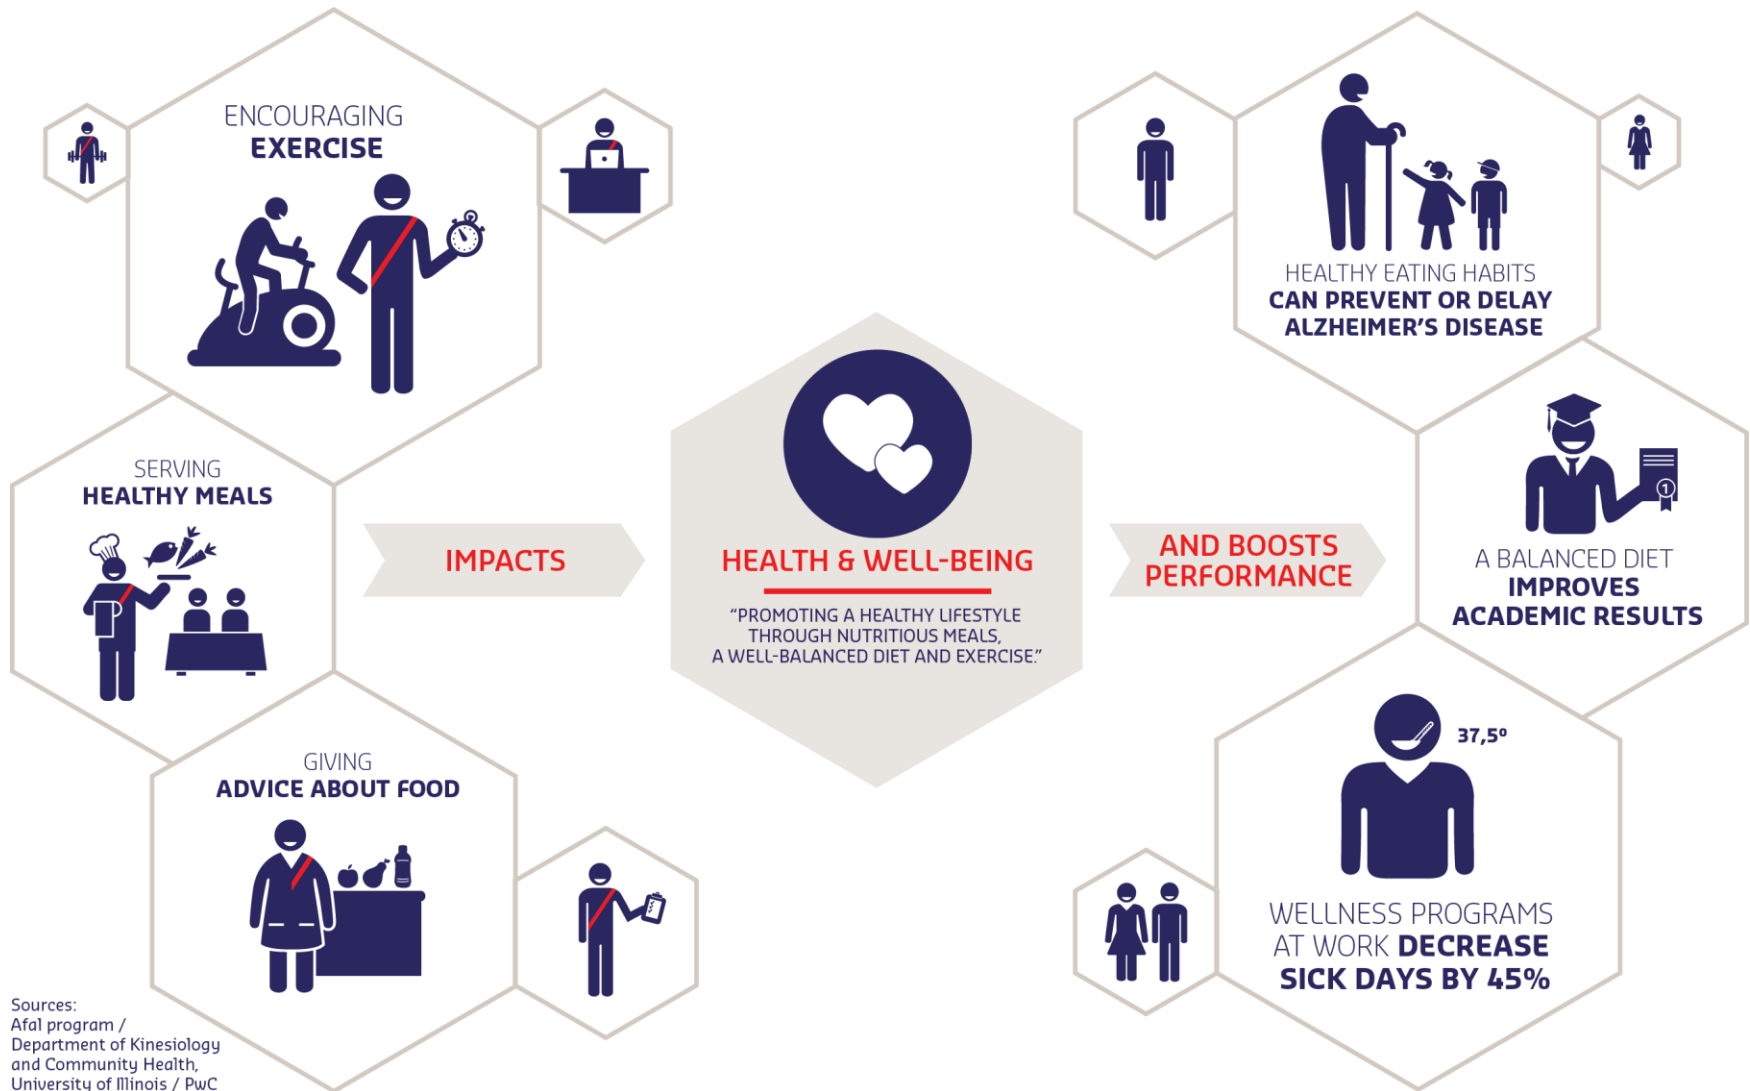 ENCOURAGING
EXERCISE
SERVING
HEALTHY MEALS
GIVING
ADVICE ABOUT FOOD
IMPACTS
HEALTH & WELL-BEING
“PROMOTING A HEALTHY LIFESTYLE
THROUGH NUTRITIOUS MEALS,
A WELL-BALANCED DIET AND EXERCISE.”
AND BOOSTS
PERFORMANCE
HEALTHY EATING HABITS
CAN PREVENT OR DELAY
ALZHEIMER’S DISEASE
1
A BALANCED DIET
IMPROVES
ACADEMIC RESULTS
37,5º
WELLNESS PROGRAMS
AT WORK DECREASE
SICK DAYS BY 45%
Sources:
Afal program /
Department of Kinesiology
and Community Health,
University of Illinois / PwC